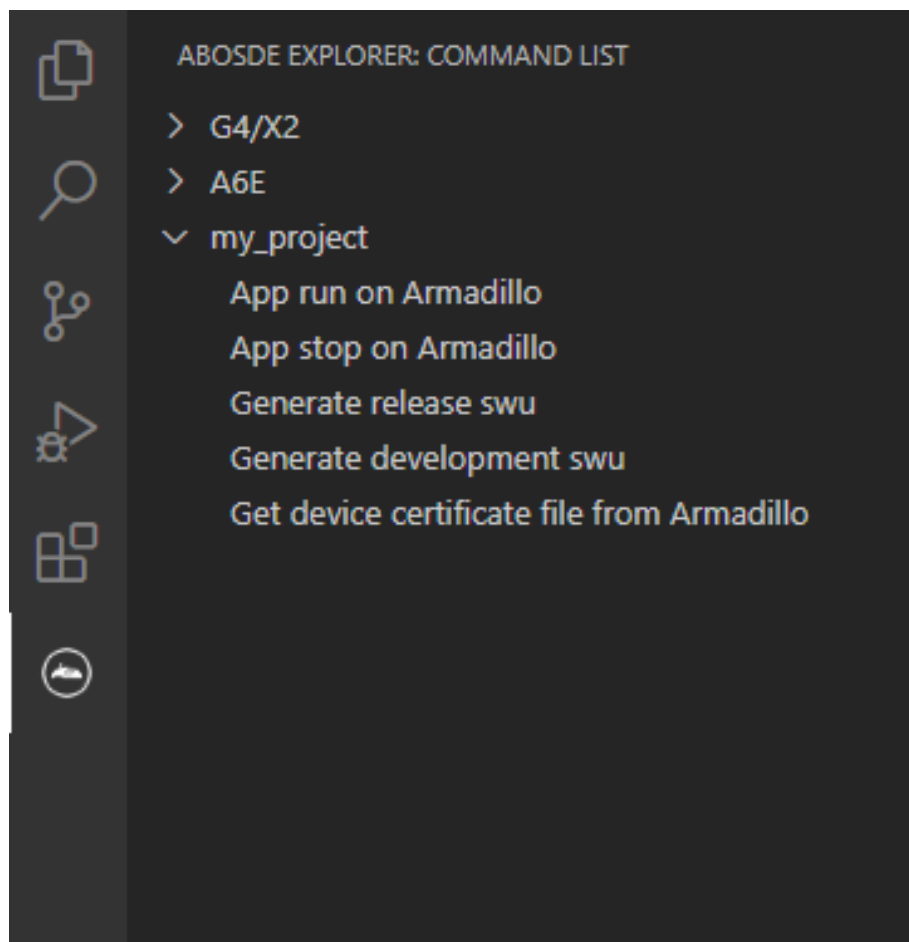 ABOSDE EXPLORER: COMMAND LIST
G4/X2
A6E
my_project
App run on Armadillo
App stop on Armadillo
Generate release swu
Generate development swu
Get device certificate file from Armadillo